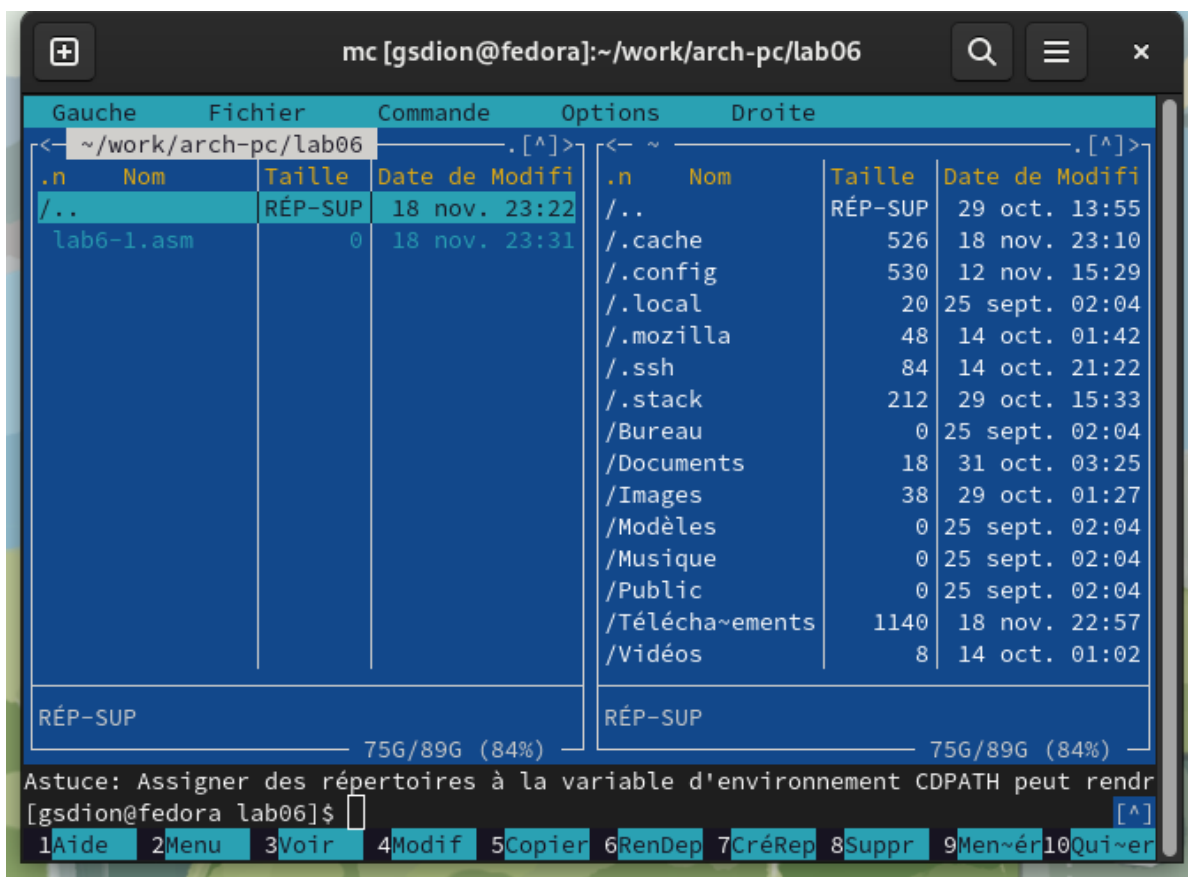 mc [gsdion@fedora]:~/work/arch-pc/lab06
Gauche Fichier Commande Options Droite
<─ ~/work/arch-pc/lab06 ─.[^]>
.n Nom Taille Date de Modifi
/.. RÉP-SUP 18 nov. 23:22
lab6-1.asm 0 18 nov. 23:31
RÉP-SUP
75G/89G (84%)
<─ ~ ─.[^]>
.n Nom Taille Date de Modifi
/.. RÉP-SUP 29 oct. 13:55
/.cache 526 18 nov. 23:10
/.config 530 12 nov. 15:29
/.local 20 25 sept. 02:04
/.mozilla 48 14 oct. 01:42
/.ssh 84 14 oct. 21:22
/.stack 212 29 oct. 15:33
/Bureau 0 25 sept. 02:04
/Documents 18 31 oct. 03:25
/Images 38 29 oct. 01:27
/Modèles 0 25 sept. 02:04
/Musique 0 25 sept. 02:04
/Public 0 25 sept. 02:04
/Télécha~ements 1140 18 nov. 22:57
/Vidéos 8 14 oct. 01:02
RÉP-SUP
75G/89G (84%)
Astuce: Assigner des répertoires à la variable d'environnement CDPATH peut rendr
[gsdion@fedora lab06]$ [^]
1Aide 2Menu 3Voir 4Modif 5Copier 6RenDep 7CréRep 8Suppr 9Men~ér10Qui~er